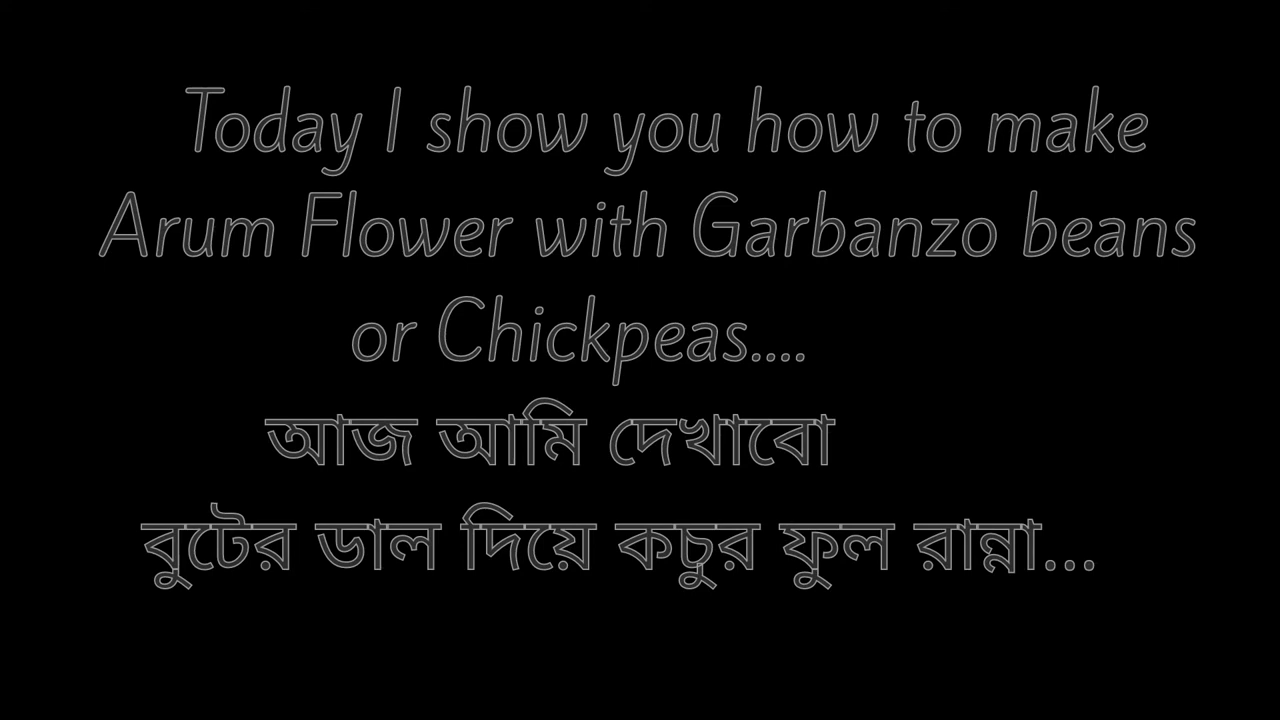 Today I show you how to make
Arum Flower with Garbanzo beans
or Chickpeas....
আজ আমি দেখাবো
বুটের ডাল দিয়ে কচুর ফুল রান্না...